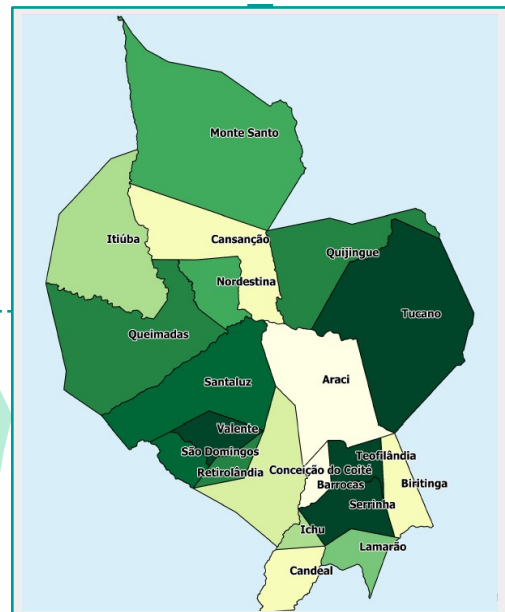 Monte Santo
Itiúba
Cansanção
Quijingue
Nordestina
Tucano
Queimadas
Santaluz
Araci
Valente
São Domingos
Teofilândia
Retirolândia
Conceição do Coité
Barrocas
Biritinga
Serrinha
Ichu
Lamarão
Candeal